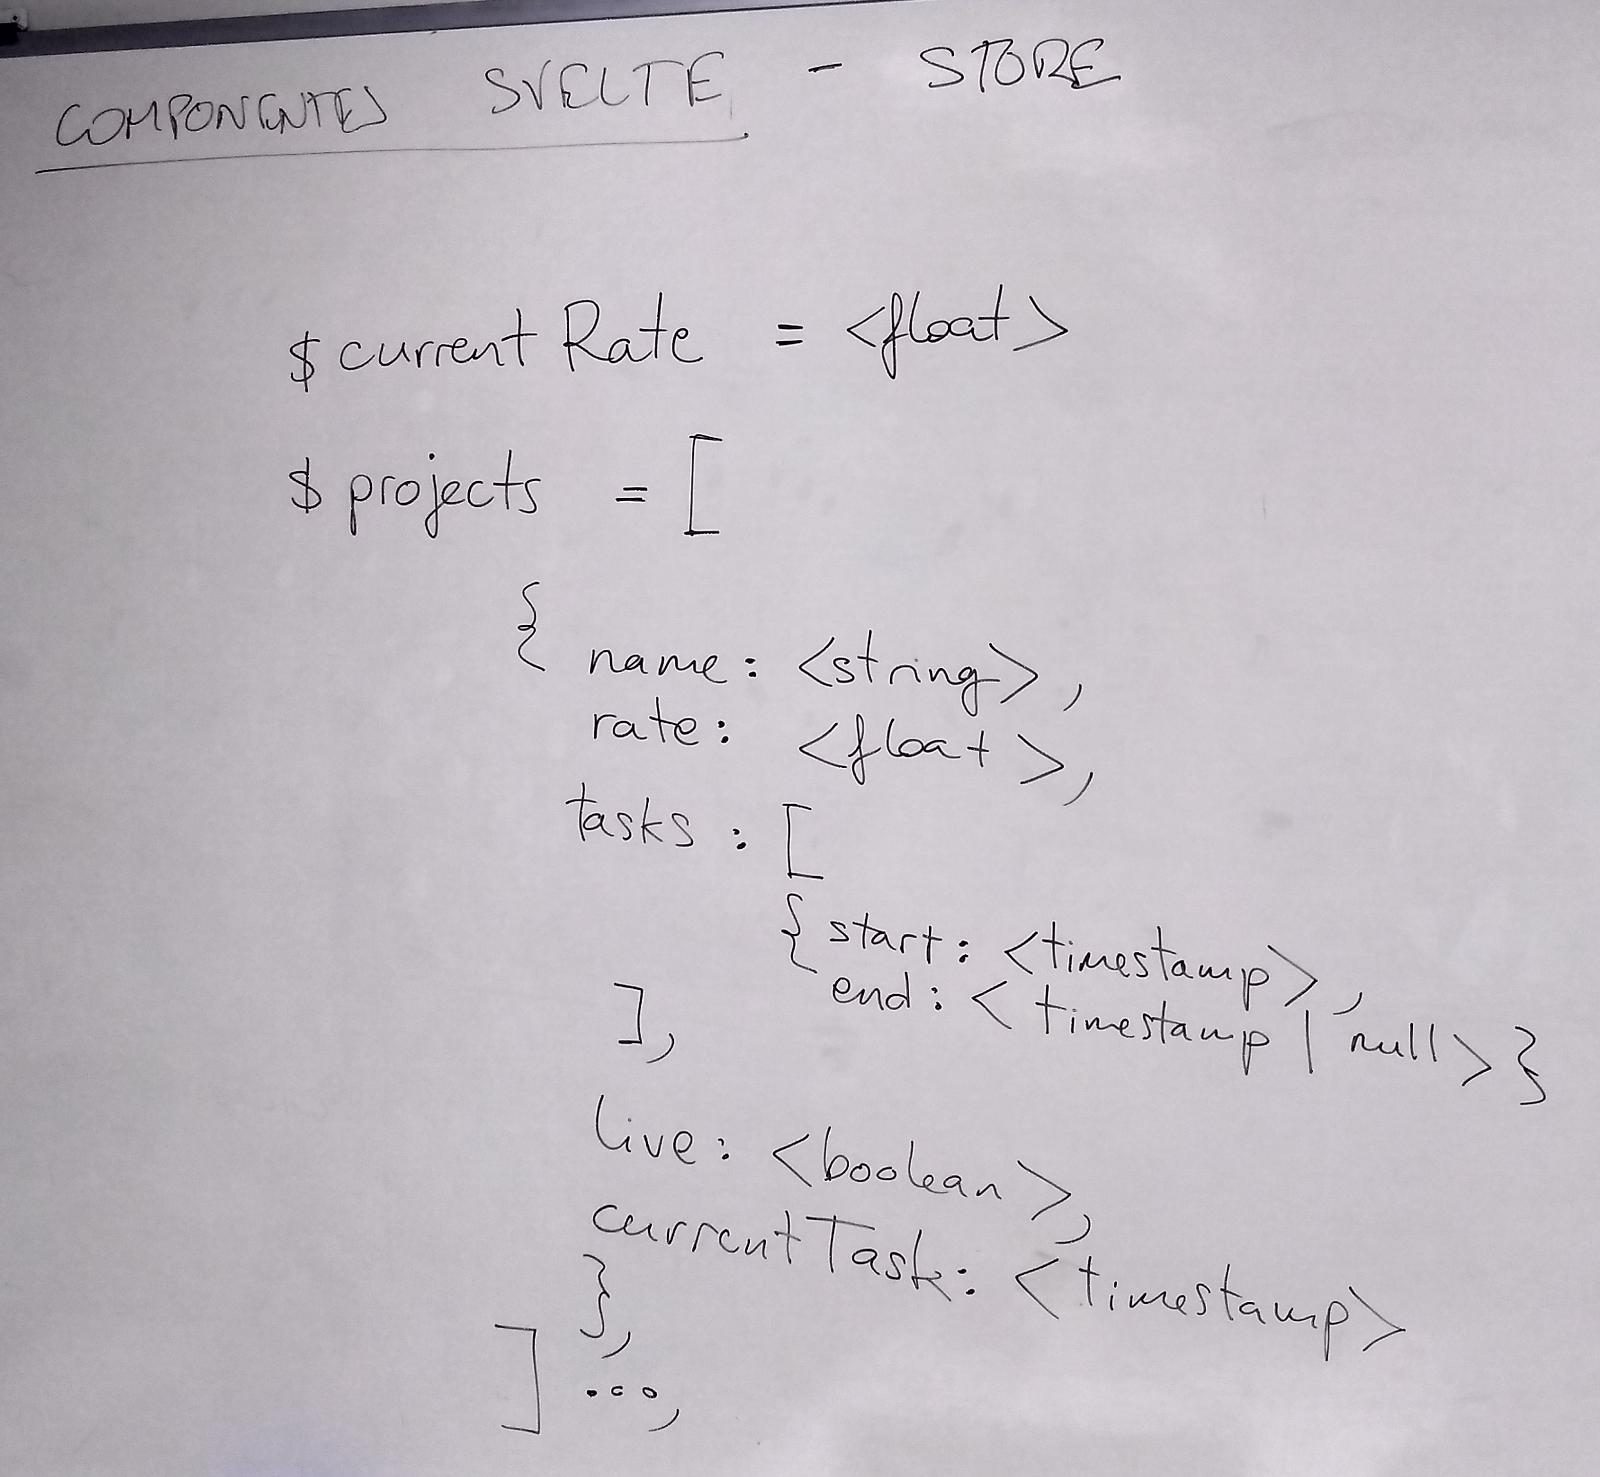 COMPONENTES SVELTE - STORE
$currentRate = <float>
$projects = [
{ name: <string>,
rate: <float>,
tasks: [
{ start: <timestamp>,
end: <timestamp | null> }
],
live: <boolean>,
currentTask: <timestamp>
},
...,
]